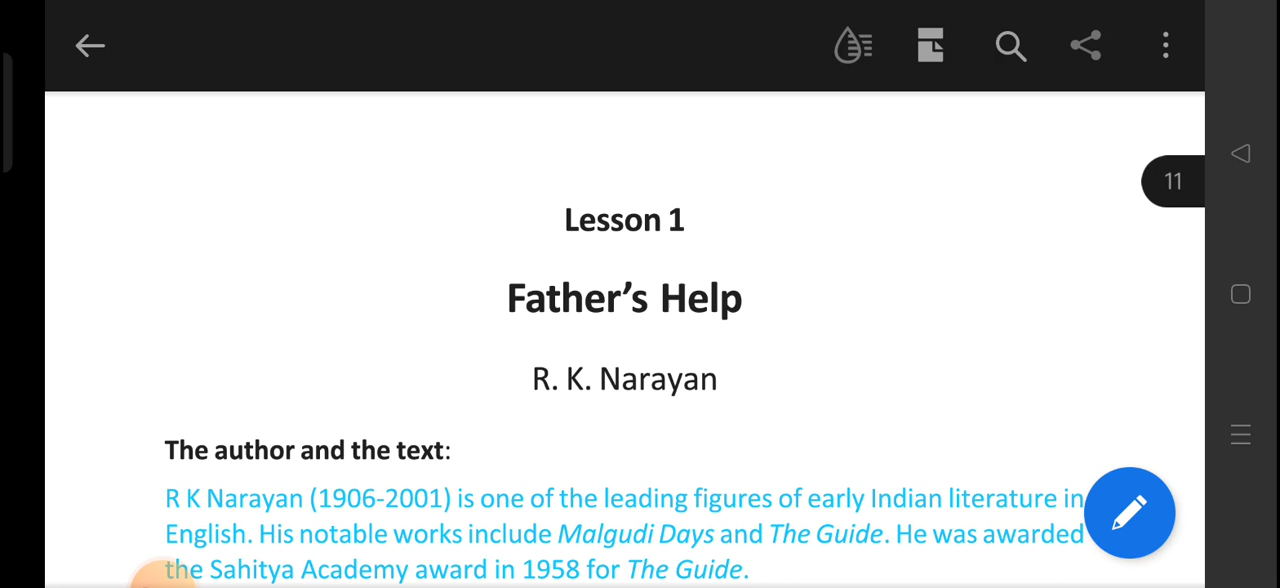 11
Lesson 1
Father's Help
R. K. Narayan
The author and the text:
R K Narayan (1906-2001) is one of the leading figures of early Indian literature in
English. His notable works include Malgudi Days and The Guide. He was awarded
the Sahitya Academy award in 1958 for The Guide.